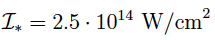 ℐ∗ = 2.5 · 10¹⁴ W/cm²